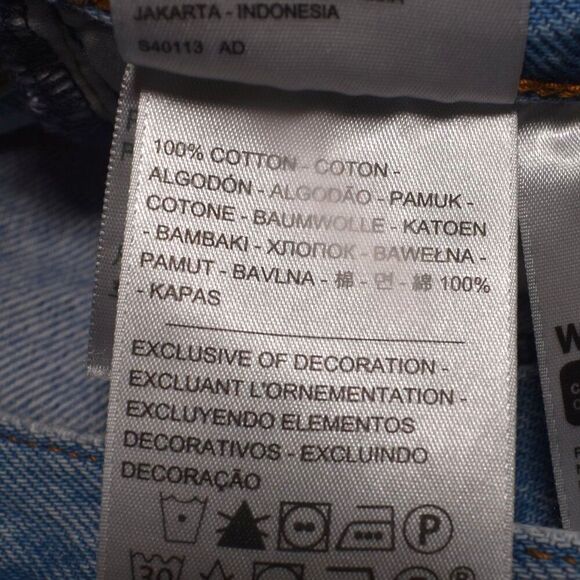 JAKARTA - INDONESIA
S40113 AD
100% COTTON - COTON -
ALGODÓN - ALGODÃO - PAMUK -
COTONE - BAUMWOLLE - KATOEN
- BAMBAKI - ХЛОПОК - BAWEŁNA -
PAMUT - BAVLNA - 棉 - 면 - 綿 100%
- KAPAS
EXCLUSIVE OF DECORATION -
EXCLUANT L'ORNEMENTATION -
EXCLUYENDO ELEMENTOS
DECORATIVOS - EXCLUINDO
DECORAÇÃO
P
30
W